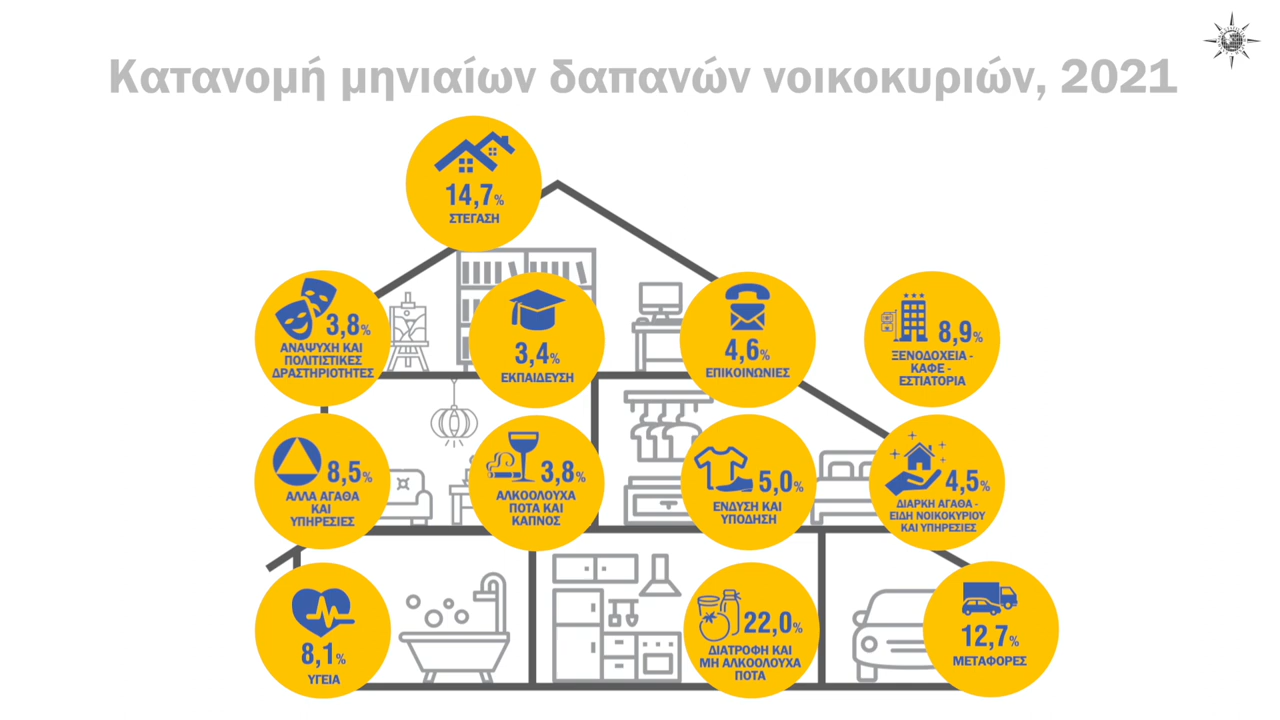 Κατανομή μηνιαίων δαπανών νοικοκυριών, 2021
14,7%
ΣΤΕΓΑΣΗ
3,8%
ΑΝΑΨΥΧΗ ΚΑΙ
ΠΟΛΙΤΙΣΤΙΚΕΣ
ΔΡΑΣΤΗΡΙΟΤΗΤΕΣ
3,4%
ΕΚΠΑΙΔΕΥΣΗ
4,6%
ΕΠΙΚΟΙΝΩΝΙΕΣ
8,9%
ΞΕΝΟΔΟΧΕΙΑ -
ΚΑΦΕ -
ΕΣΤΙΑΤΟΡΙΑ
8,5%
ΑΛΛΑ ΑΓΑΘΑ
ΚΑΙ
ΥΠΗΡΕΣΙΕΣ
3,8%
ΑΛΚΟΟΛΟΥΧΑ
ΠΟΤΑ ΚΑΙ
ΚΑΠΝΟΣ
5,0%
ΕΝΔΥΣΗ ΚΑΙ
ΥΠΟΔΗΣΗ
4,5%
ΔΙΑΡΚΗ ΑΓΑΘΑ -
ΕΙΔΗ ΝΟΙΚΟΚΥΡΙΟΥ
ΚΑΙ ΥΠΗΡΕΣΙΕΣ
8,1%
ΥΓΕΙΑ
22,0%
ΔΙΑΤΡΟΦΗ ΚΑΙ
ΜΗ ΑΛΚΟΟΛΟΥΧΑ
ΠΟΤΑ
12,7%
ΜΕΤΑΦΟΡΕΣ